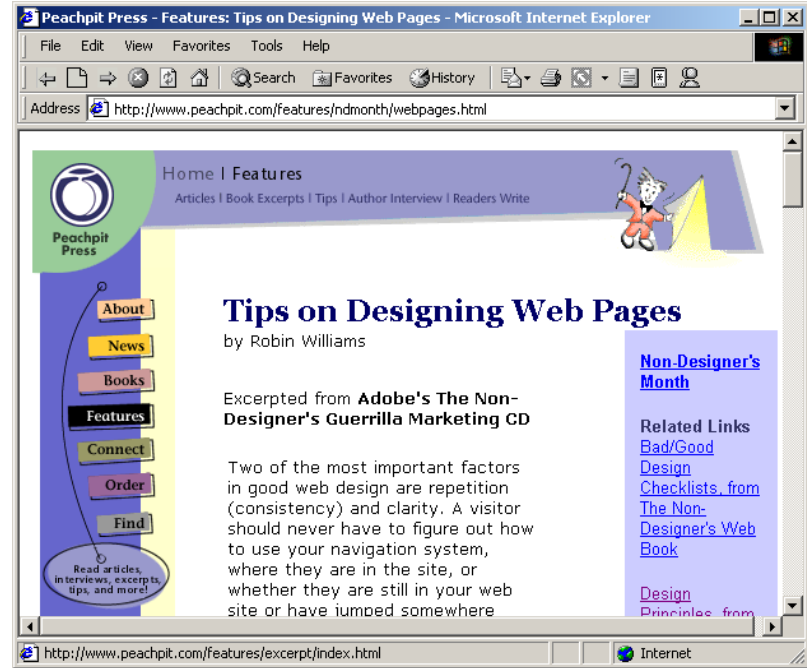 Peachpit Press - Features: Tips on Designing Web Pages - Microsoft Internet Explorer
File Edit View Favorites Tools Help
Search Favorites History
Address http://www.peachpit.com/features/ndmonth/webpages.html
Home | Features
Articles | Book Excerpts | Tips | Author Interview | Readers Write
Peachpit
Press
About
News
Books
Features
Connect
Order
Find
Read articles,
interviews, excerpts,
tips, and more!
Tips on Designing Web Pages
by Robin Williams
Excerpted from Adobe's The Non-
Designer's Guerrilla Marketing CD
Two of the most important factors
in good web design are repetition
(consistency) and clarity. A visitor
should never have to figure out how
to use your navigation system,
where they are in the site, or
whether they are still in your web
site or have jumped somewhere
Non-Designer's
Month
Related Links
Bad/Good
Design
Checklists, from
The Non-
Designer's Web
Book
Design
Principles, from
http://www.peachpit.com/features/excerpt/index.html
Internet